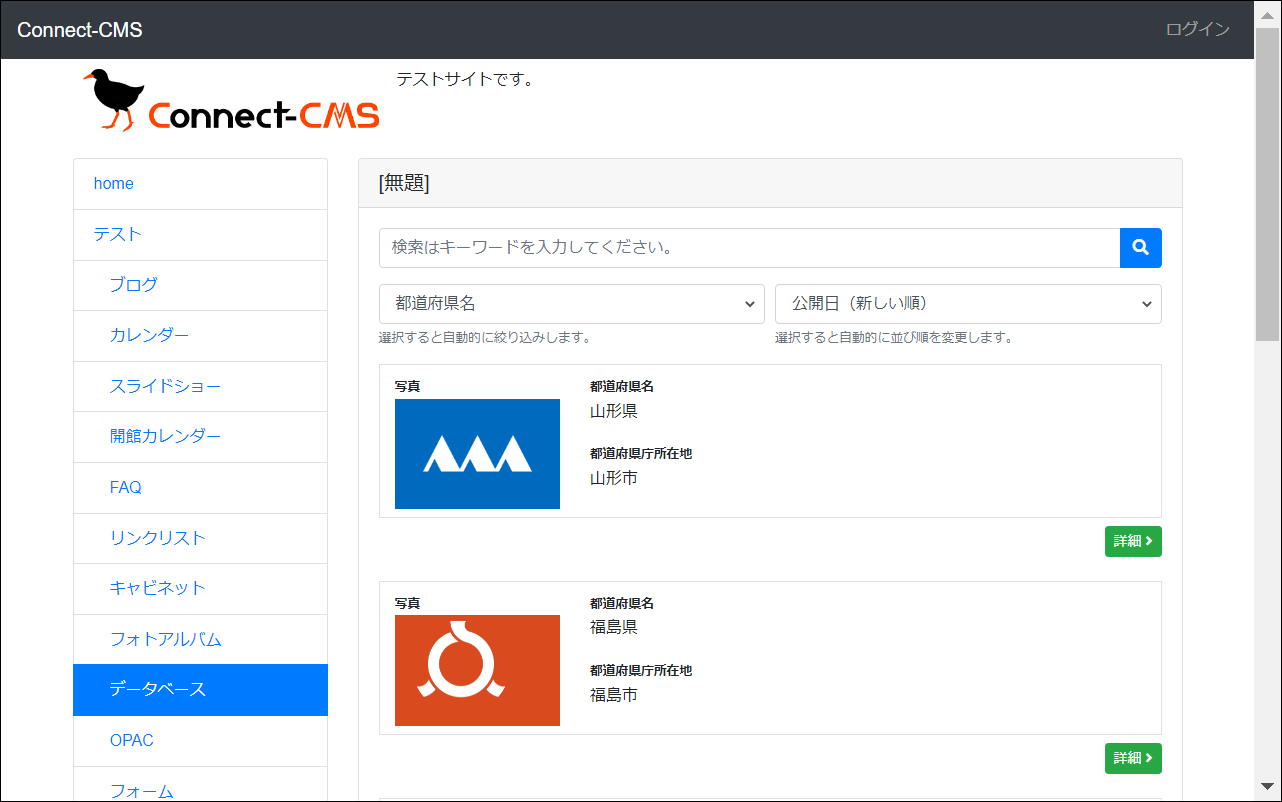 Connect-CMS
ログイン
Connect-CMS
テストサイトです。
home
テスト
ブログ
カレンダー
スライドショー
開館カレンダー
FAQ
リンクリスト
キャビネット
フォトアルバム
データベース
OPAC
フォーム
[無題]
検索はキーワードを入力してください。
都道府県名
公開日（新しい順）
選択すると自動的に絞り込みします。
選択すると自動的に並び順を変更します。
写真
都道府県名
山形県
都道府県庁所在地
山形市
詳細
写真
都道府県名
福島県
都道府県庁所在地
福島市
詳細